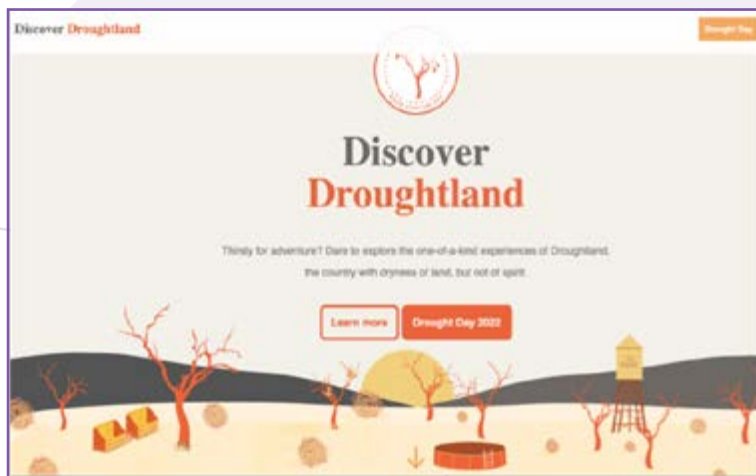 Discover Droughtland
Drought Day
Discover
Droughtland
Thirsty for adventure? Dare to explore the one-of-a-kind experiences of Droughtland,
the country with dryness of land, but not of spirit
Learn more
Drought Day 2022